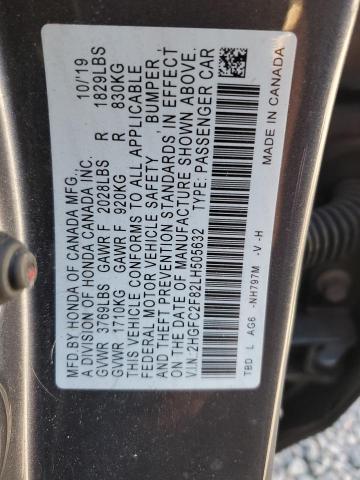 MFD. BY HONDA OF CANADA MFG., 10/19
A DIVISION OF HONDA CANADA INC.
GVWR 3769LBS GAWR F 2028LBS R 1829LBS
GVWR 1710KG GAWR F 920KG R 830KG
THIS VEHICLE CONFORMS TO ALL APPLICABLE
FEDERAL MOTOR VEHICLE SAFETY, BUMPER,
AND THEFT PREVENTION STANDARDS IN EFFECT
ON THE DATE OF MANUFACTURE SHOWN ABOVE.
V.I.N. 2HGFC2F82LH505632 TYPE: PASSENGER CAR
TBD L AG6 -NH797M -V -H MADE IN CANADA